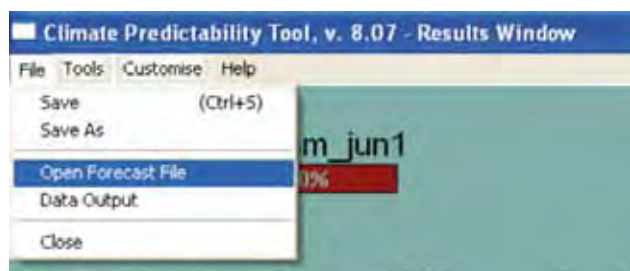 Climate Predictability Tool, v. 8.07 - Results Window
File Tools Customise Help
Save (Ctrl+S)
Save As
m_jun1
Open Forecast File
0%
Data Output
Close